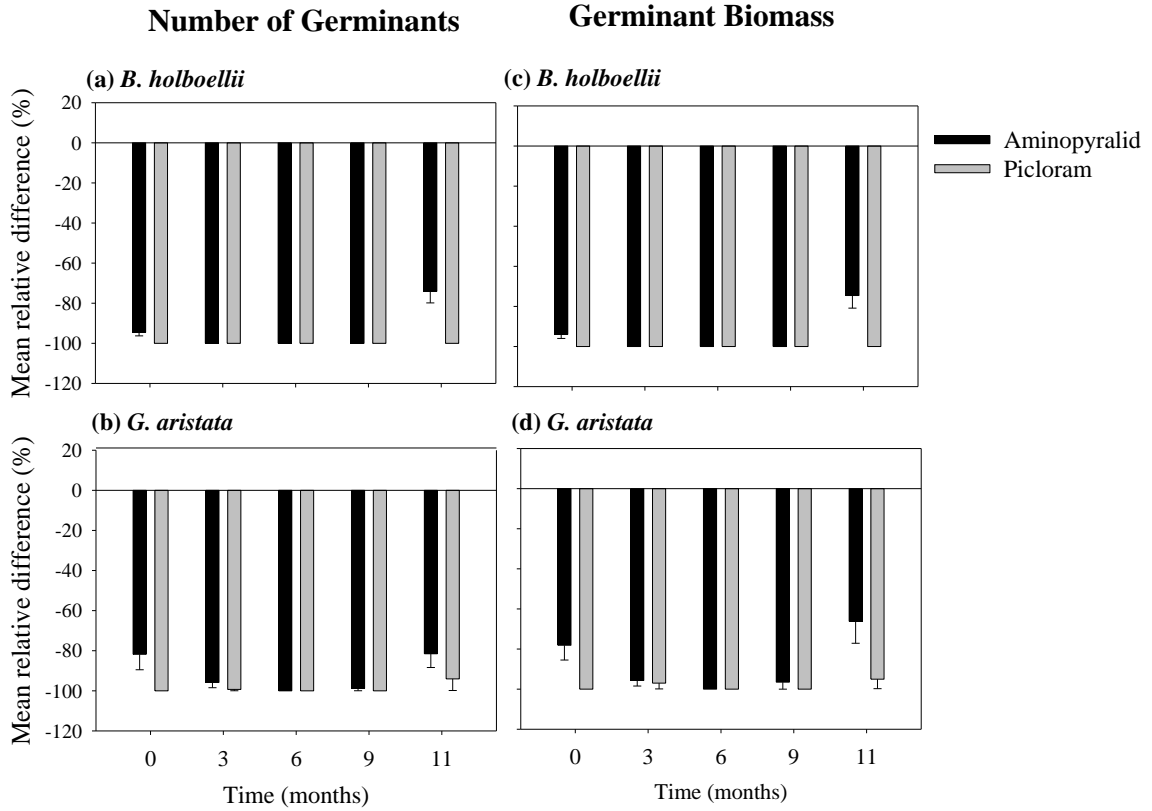 Number of Germinants
Germinant Biomass
(a) B. holboellii
(c) B. holboellii
Mean relative difference (%)
20
0
-20
-40
-60
-80
-100
-120
Aminopyralid
Picloram
(b) G. aristata
(d) G. aristata
Mean relative difference (%)
20
0
-20
-40
-60
-80
-100
-120
0 3 6 9 11
0 3 6 9 11
Time (months)
Time (months)